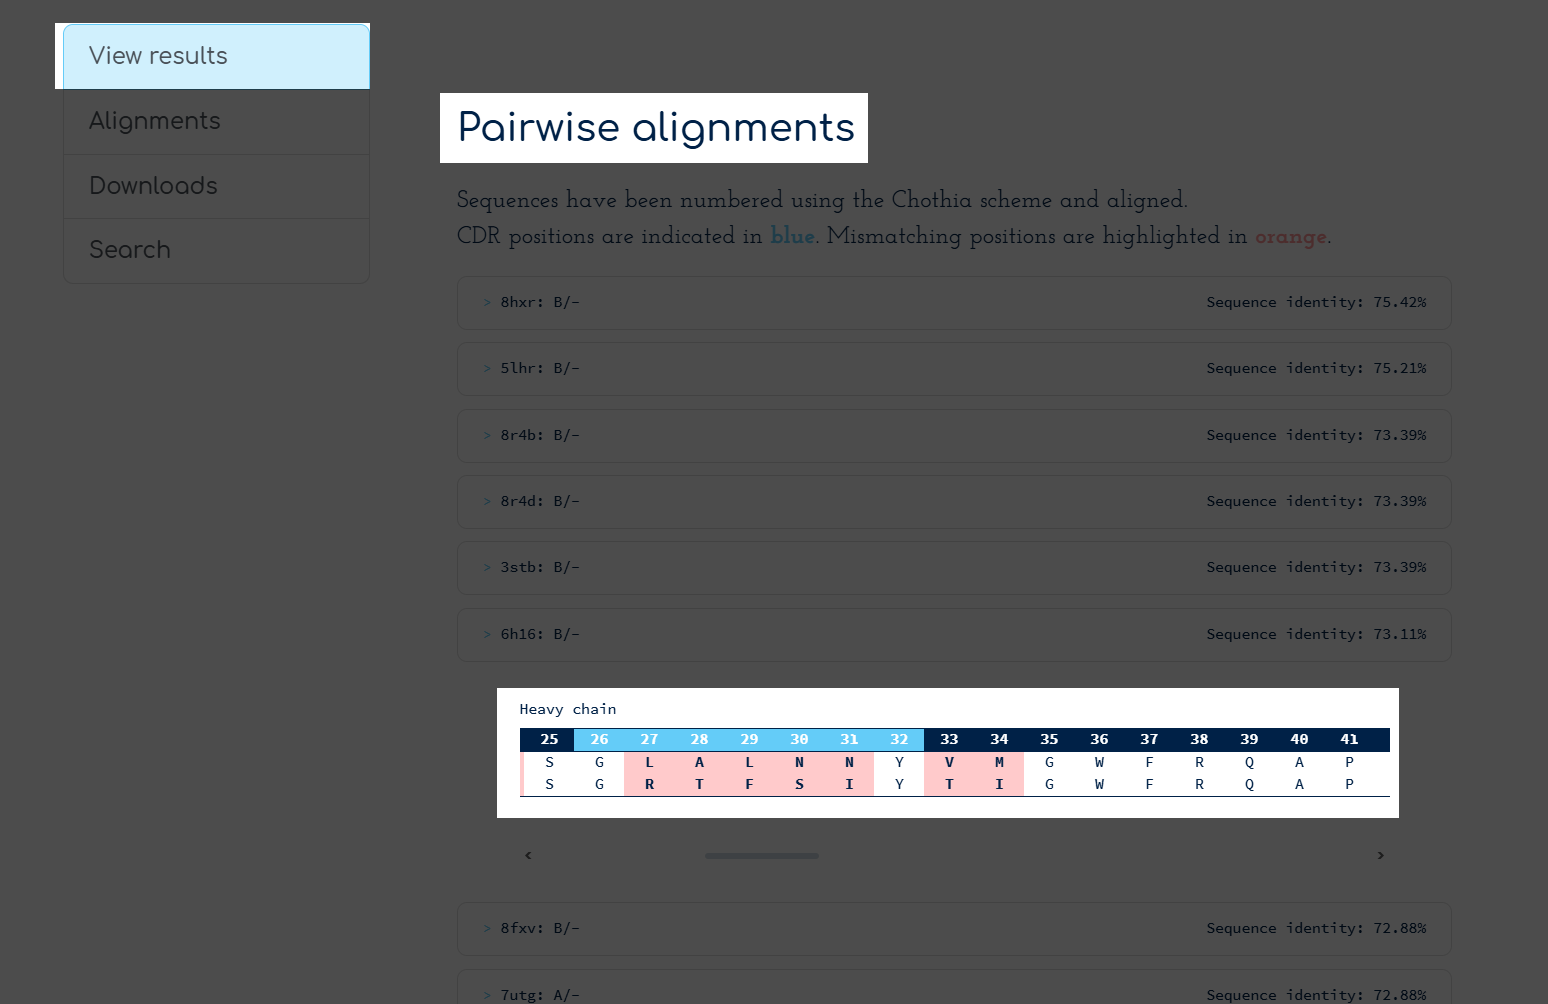 View results
Alignments
Downloads
Search
Pairwise alignments
Sequences have been numbered using the Chothia scheme and aligned.
CDR positions are indicated in blue. Mismatching positions are highlighted in orange.
> 8hxr: B/- Sequence identity: 75.42%
> 5lhr: B/- Sequence identity: 75.21%
> 8r4b: B/- Sequence identity: 73.39%
> 8r4d: B/- Sequence identity: 73.39%
> 3stb: B/- Sequence identity: 73.39%
> 6h16: B/- Sequence identity: 73.11%
Heavy chain
25 26 27 28 29 30 31 32 33 34 35 36 37 38 39 40 41
S G L A L N N Y V M G W F R Q A P
S G R T F S I Y T I G W F R Q A P
‹ ›
> 8fxv: B/- Sequence identity: 72.88%
> 7utg: A/- Sequence identity: 72.88%